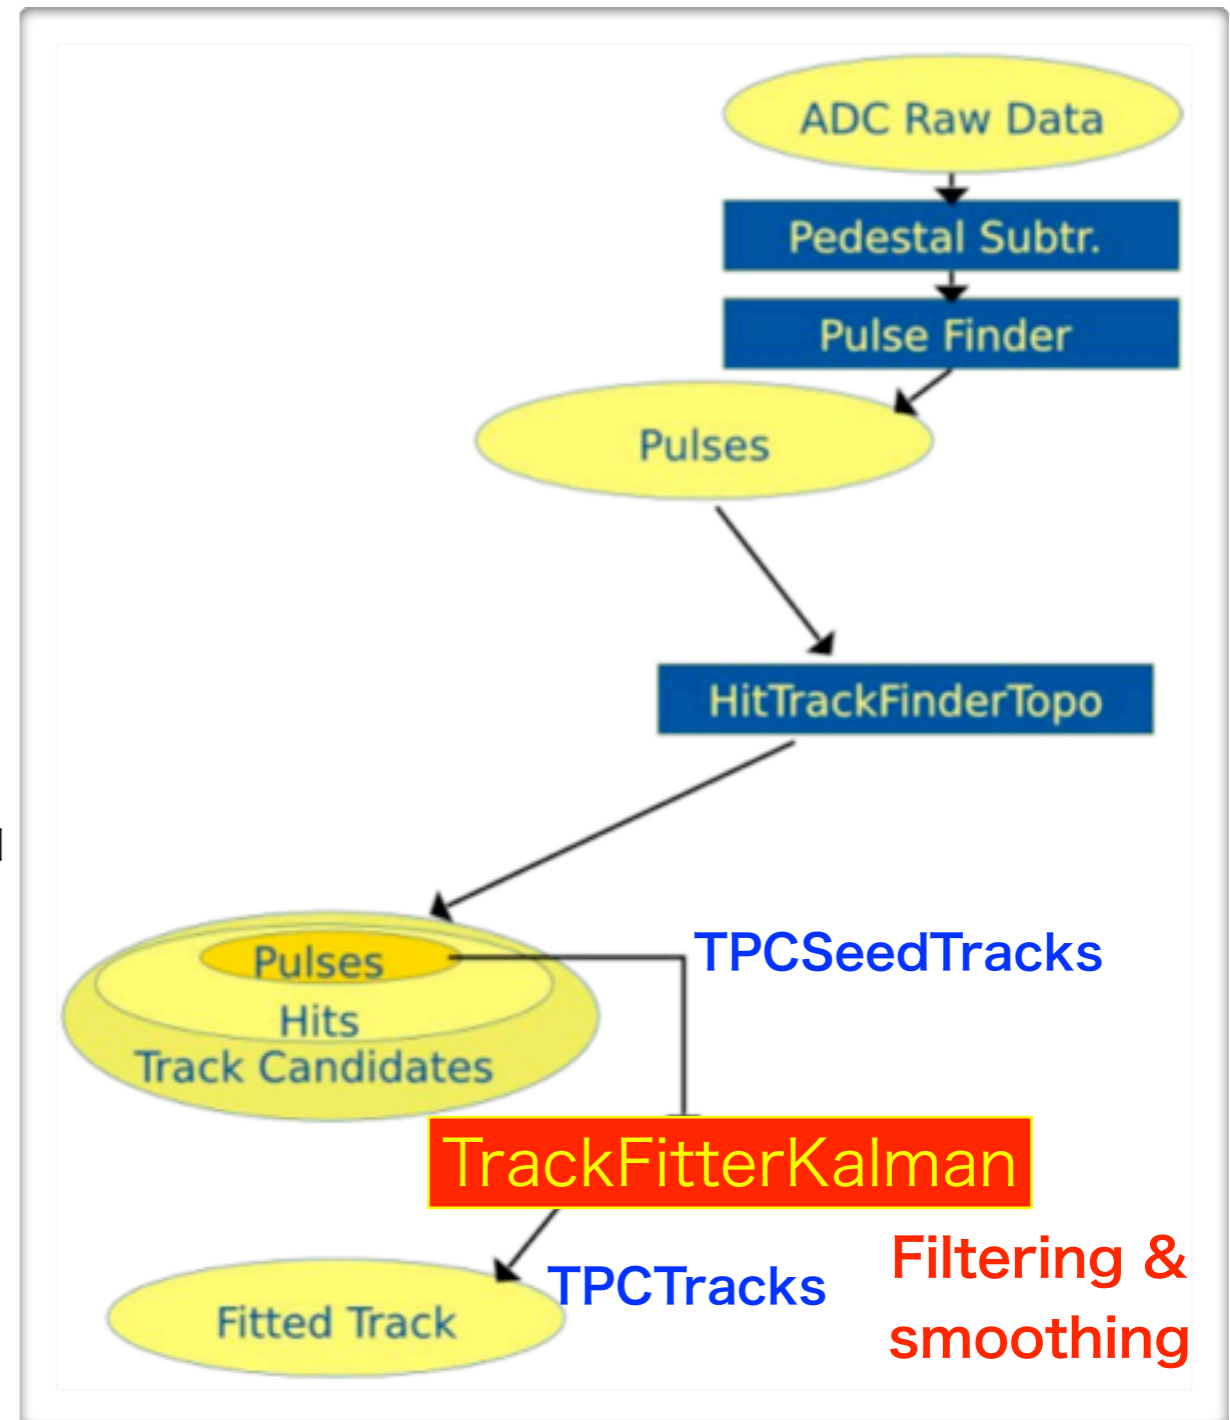 ADC Raw Data
Pedestal Subtr.
Pulse Finder
Pulses
HitTrackFinderTopo
TPCSeedTracks
Pulses
Hits
Track Candidates
TrackFitterKalman
Filtering &
smoothing
TPCTracks
Fitted Track